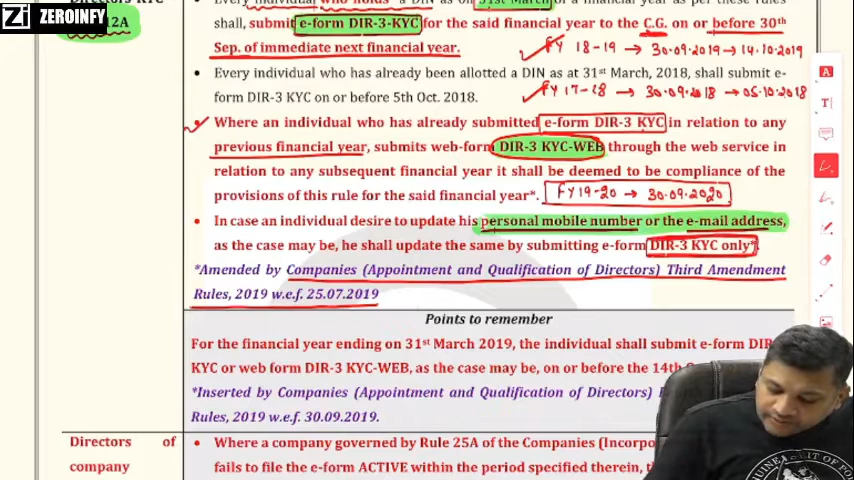 Zi ZEROINFY
12A
Every individual who holds a DIN as on 31st March of a financial year as per these rules
shall, submit e-form DIR-3-KYC for the said financial year to the C.G. on or before 30th
Sep. of immediate next financial year.
FY 18-19 → 30.09.2019 → 14.10.2019
• Every individual who has already been allotted a DIN as at 31st March, 2018, shall submit e-
form DIR-3 KYC on or before 5th Oct. 2018.
FY 17-18 → 30.09.2018 → 05.10.2018
• Where an individual who has already submitted e-form DIR-3 KYC in relation to any
previous financial year, submits web-form DIR-3 KYC-WEB through the web service in
relation to any subsequent financial year it shall be deemed to be compliance of the
provisions of this rule for the said financial year*.
FY 19-20 → 30.09.2020
• In case an individual desire to update his personal mobile number or the e-mail address,
as the case may be, he shall update the same by submitting e-form DIR-3 KYC only*.
*Amended by Companies (Appointment and Qualification of Directors) Third Amendment
Rules, 2019 w.e.f. 25.07.2019
Points to remember
For the financial year ending on 31st March 2019, the individual shall submit e-form DIR-
KYC or web form DIR-3 KYC-WEB, as the case may be, on or before the 14th
*Inserted by Companies (Appointment and Qualification of Directors)
Rules, 2019 w.e.f. 30.09.2019.
Directors of
company
• Where a company governed by Rule 25A of the Companies (Incorpo
fails to file the e-form ACTIVE within the period specified therein,